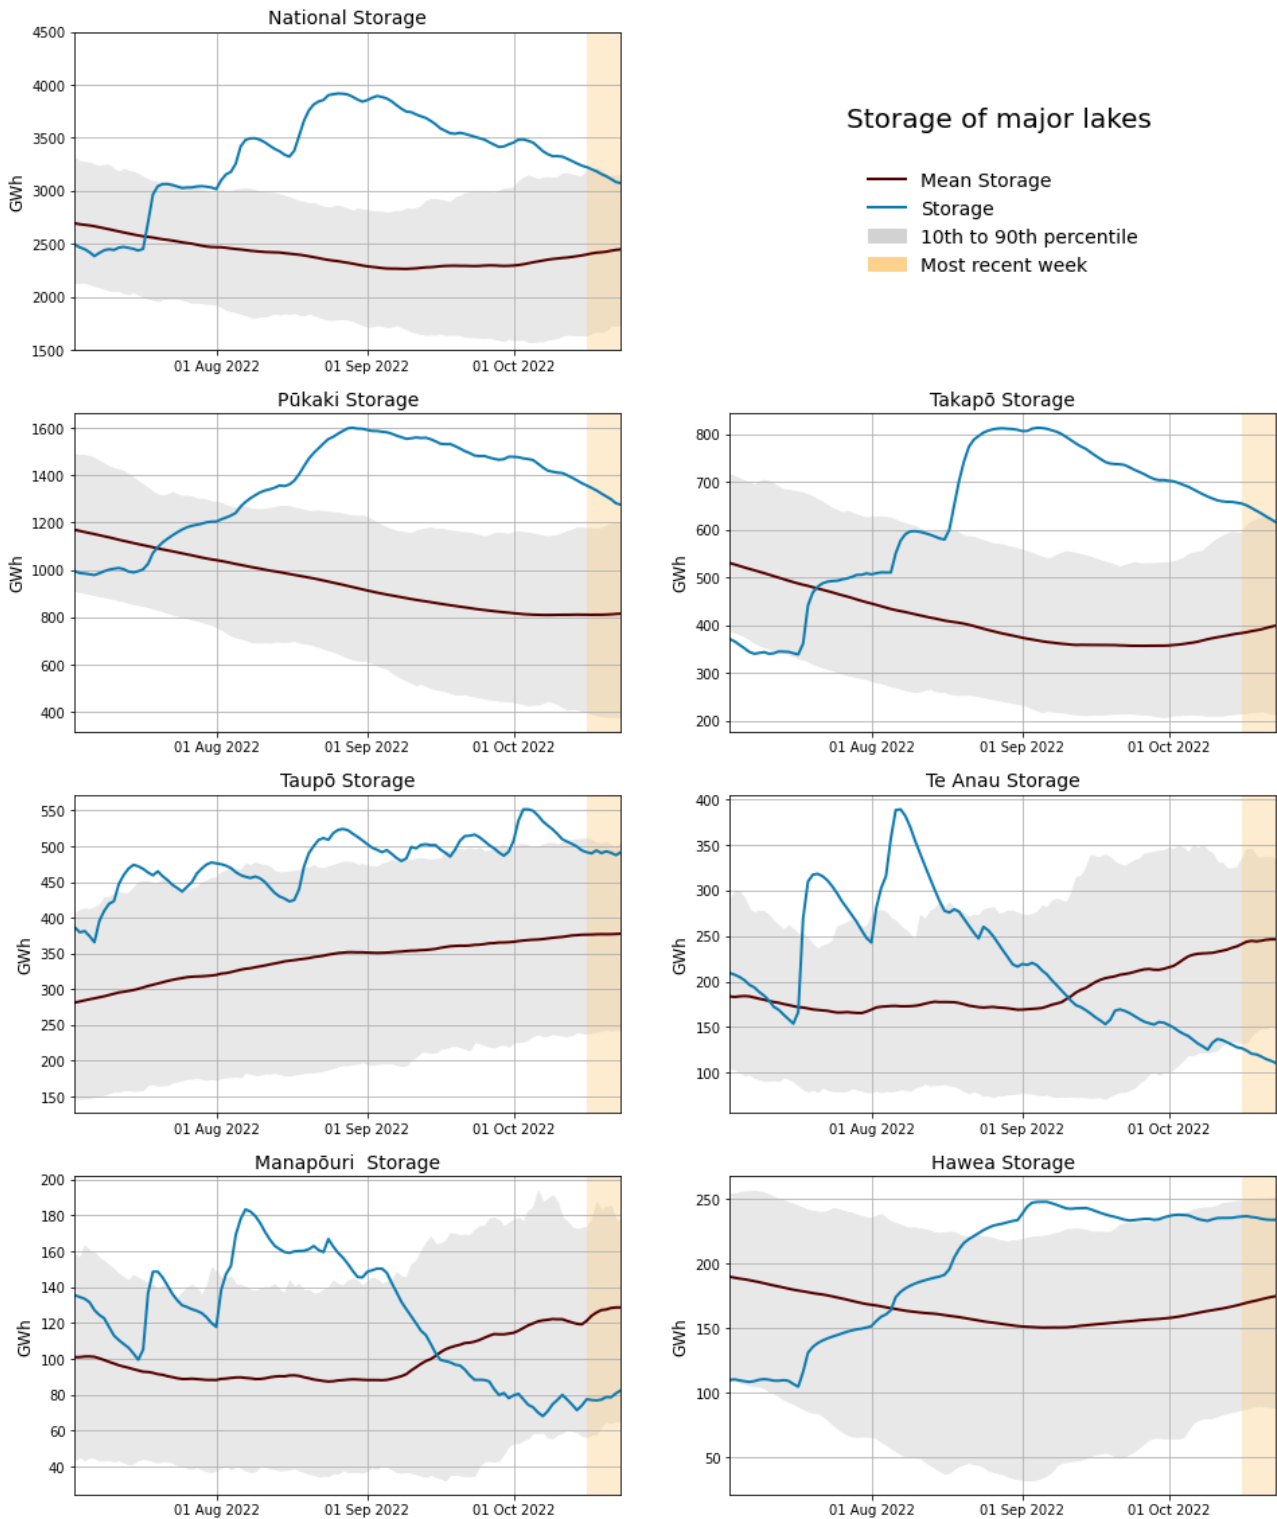 National Storage
4500
4000
3500
3000
2500
2000
1500
GWh
01 Aug 2022
01 Sep 2022
01 Oct 2022
Storage of major lakes
Mean Storage
Storage
10th to 90th percentile
Most recent week
Pūkaki Storage
1600
1400
1200
1000
800
600
400
GWh
01 Aug 2022
01 Sep 2022
01 Oct 2022
Takapō Storage
800
700
600
500
400
300
200
GWh
01 Aug 2022
01 Sep 2022
01 Oct 2022
Taupō Storage
550
500
450
400
350
300
250
200
150
GWh
01 Aug 2022
01 Sep 2022
01 Oct 2022
Te Anau Storage
400
350
300
250
200
150
100
GWh
01 Aug 2022
01 Sep 2022
01 Oct 2022
Manapōuri  Storage
200
180
160
140
120
100
80
60
40
GWh
01 Aug 2022
01 Sep 2022
01 Oct 2022
Hawea Storage
250
200
150
100
50
GWh
01 Aug 2022
01 Sep 2022
01 Oct 2022